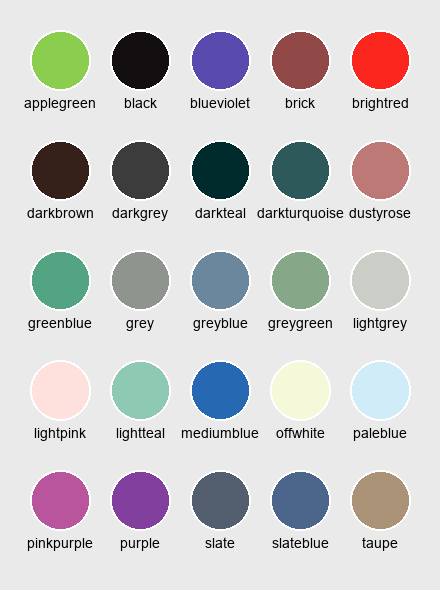 applegreen black blueviolet brick brightred
darkbrown darkgrey darkteal darkturquoise dustyrose
greenblue grey greyblue greygreen lightgrey
lightpink lightteal mediumblue offwhite paleblue
pinkpurple purple slate slateblue taupe